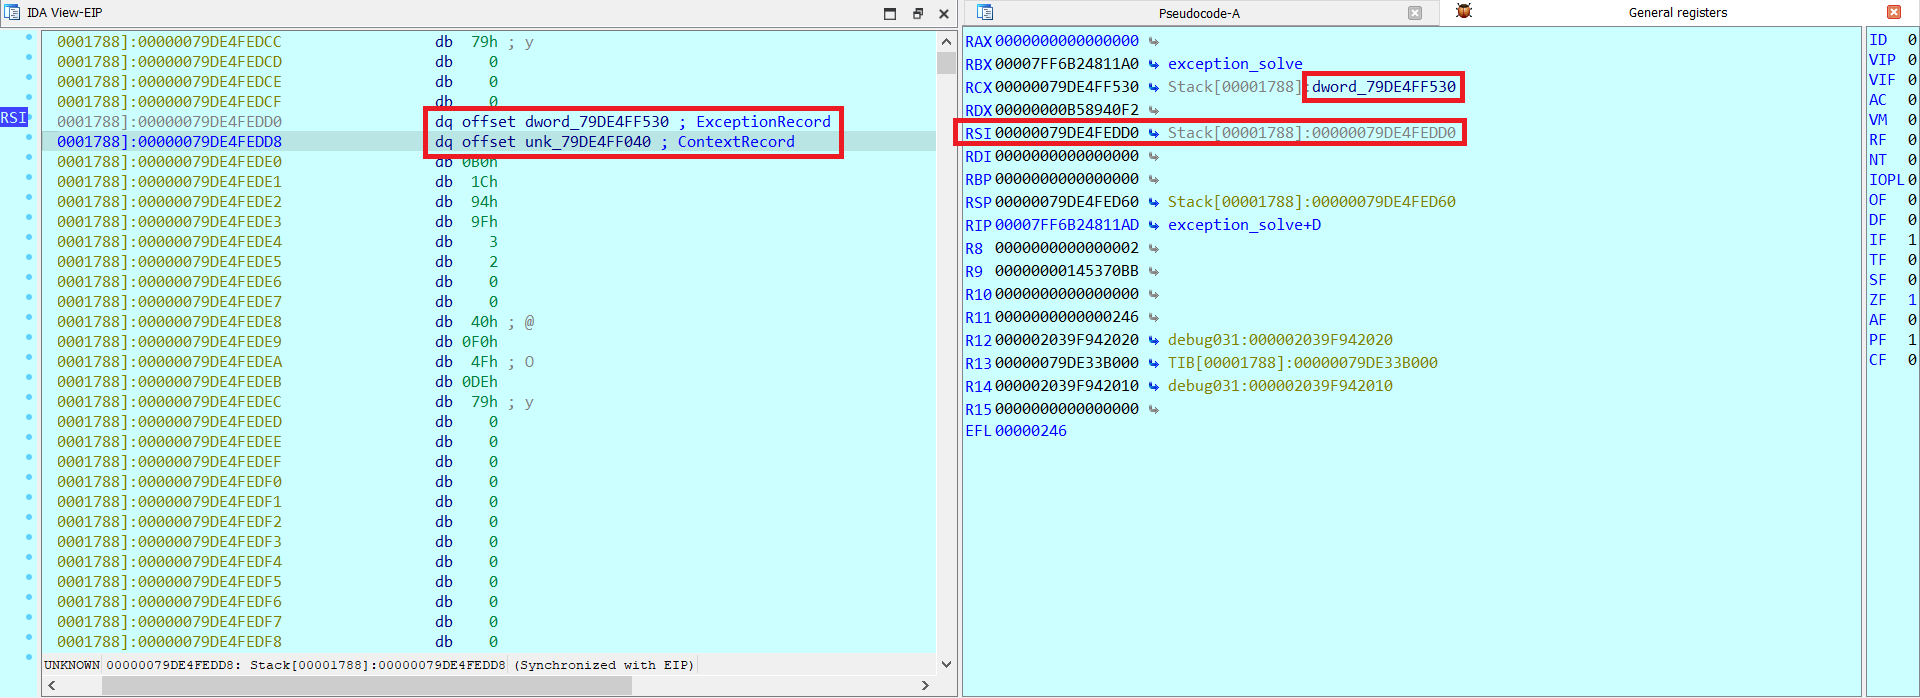 IDA View-EIP
0001788]:00000079DE4FEDCC db 79h ; y
0001788]:00000079DE4FEDCD db 0
0001788]:00000079DE4FEDCE db 0
0001788]:00000079DE4FEDCF db 0
RSI 0001788]:00000079DE4FEDD0 dq offset dword_79DE4FF530 ; ExceptionRecord
0001788]:00000079DE4FEDD8 dq offset unk_79DE4FF040 ; ContextRecord
0001788]:00000079DE4FEDE0 db 0B0h
0001788]:00000079DE4FEDE1 db 1Ch
0001788]:00000079DE4FEDE2 db 94h
0001788]:00000079DE4FEDE3 db 9Fh
0001788]:00000079DE4FEDE4 db 3
0001788]:00000079DE4FEDE5 db 2
0001788]:00000079DE4FEDE6 db 0
0001788]:00000079DE4FEDE7 db 0
0001788]:00000079DE4FEDE8 db 40h ; @
0001788]:00000079DE4FEDE9 db 0F0h
0001788]:00000079DE4FEDEA db 4Fh ; O
0001788]:00000079DE4FEDEB db 0DEh
0001788]:00000079DE4FEDEC db 79h ; y
0001788]:00000079DE4FEDED db 0
0001788]:00000079DE4FEDEE db 0
0001788]:00000079DE4FEDEF db 0
0001788]:00000079DE4FEDF0 db 0
0001788]:00000079DE4FEDF1 db 0
0001788]:00000079DE4FEDF2 db 0
0001788]:00000079DE4FEDF3 db 0
0001788]:00000079DE4FEDF4 db 0
0001788]:00000079DE4FEDF5 db 0
0001788]:00000079DE4FEDF6 db 0
0001788]:00000079DE4FEDF7 db 0
0001788]:00000079DE4FEDF8 db 0
UNKNOWN 00000079DE4FEDD8: Stack[00001788]:00000079DE4FEDD8 (Synchronized with EIP)
Pseudocode-A
General registers
RAX 0000000000000000
RBX 00007FF6B24811A0 exception_solve
RCX 00000079DE4FF530 Stack[00001788]:dword_79DE4FF530
RDX 00000000B58940F2
RSI 00000079DE4FEDD0 Stack[00001788]:00000079DE4FEDD0
RDI 0000000000000000
RBP 0000000000000000
RSP 00000079DE4FED60 Stack[00001788]:00000079DE4FED60
RIP 00007FF6B24811AD exception_solve+D
R8 0000000000000002
R9 00000000145370BB
R10 0000000000000000
R11 0000000000000246
R12 000002039F942020 debug031:000002039F942020
R13 00000079DE33B000 TIB[00001788]:00000079DE33B000
R14 000002039F942010 debug031:000002039F942010
R15 0000000000000000
EFL 00000246
ID 0
VIP 0
VIF 0
AC 0
VM 0
RF 0
NT 0
IOPL 0
OF 0
DF 0
IF 1
TF 0
SF 0
ZF 1
AF 0
PF 1
CF 0